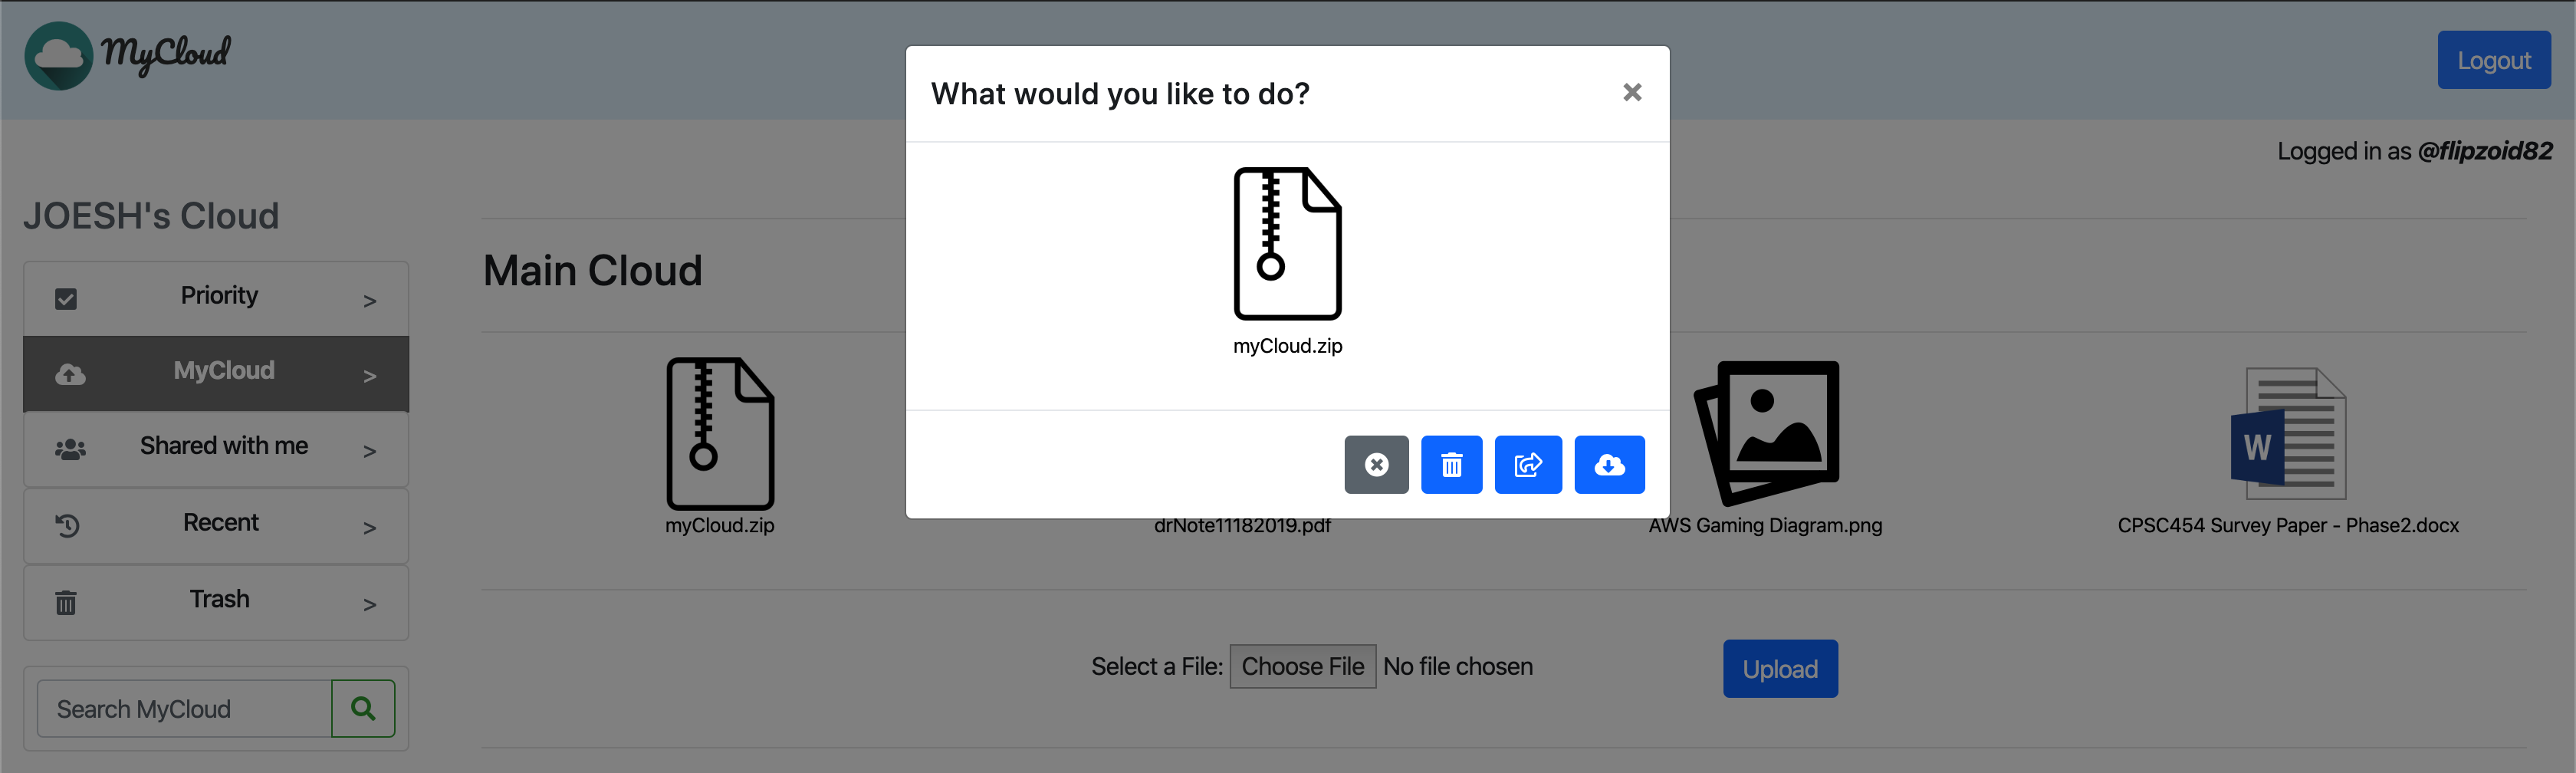 MyCloud
Logout
Logged in as @flipzoid82
What would you like to do?
myCloud.zip
JOESH's Cloud
Priority >
MyCloud >
Shared with me >
Recent >
Trash >
Search MyCloud
Main Cloud
myCloud.zip
drNote11182019.pdf
AWS Gaming Diagram.png
W
CPSC454 Survey Paper - Phase2.docx
Select a File: Choose File No file chosen
Upload